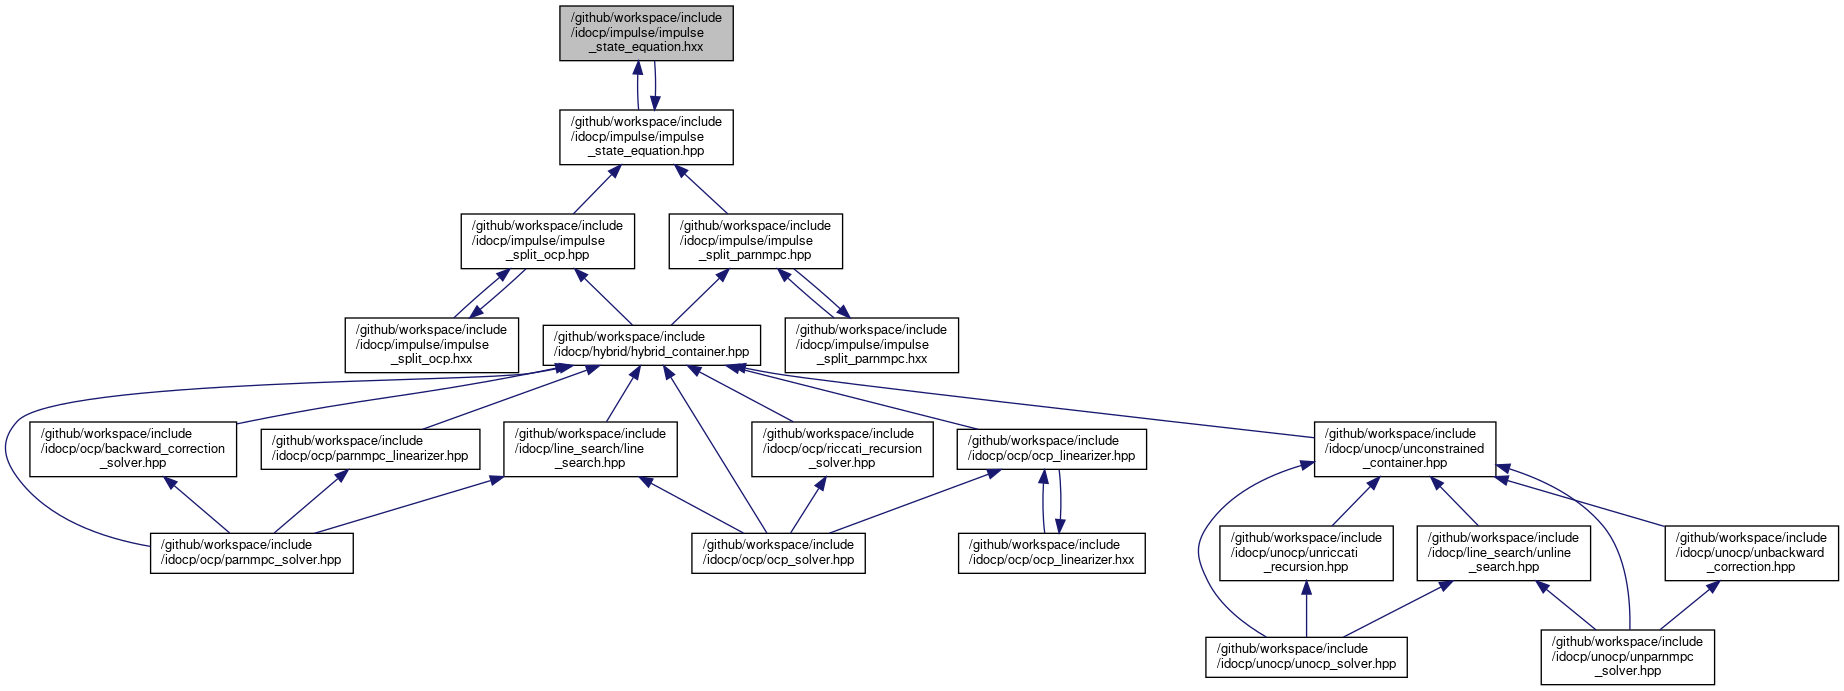 /github/workspace/include
/idocp/impulse/impulse
_state_equation.hxx
/github/workspace/include
/idocp/impulse/impulse
_state_equation.hpp
/github/workspace/include
/idocp/impulse/impulse
_split_ocp.hpp
/github/workspace/include
/idocp/impulse/impulse
_split_parnmpc.hpp
/github/workspace/include
/idocp/impulse/impulse
_split_ocp.hxx
/github/workspace/include
/idocp/hybrid/hybrid_container.hpp
/github/workspace/include
/idocp/impulse/impulse
_split_parnmpc.hxx
/github/workspace/include
/idocp/ocp/backward_correction
_solver.hpp
/github/workspace/include
/idocp/ocp/parnmpc_linearizer.hpp
/github/workspace/include
/idocp/line_search/line
_search.hpp
/github/workspace/include
/idocp/ocp/riccati_recursion
_solver.hpp
/github/workspace/include
/idocp/ocp/ocp_linearizer.hpp
/github/workspace/include
/idocp/unocp/unconstrained
_container.hpp
/github/workspace/include
/idocp/ocp/parnmpc_solver.hpp
/github/workspace/include
/idocp/ocp/ocp_solver.hpp
/github/workspace/include
/idocp/ocp/ocp_linearizer.hxx
/github/workspace/include
/idocp/unocp/unriccati
_recursion.hpp
/github/workspace/include
/idocp/line_search/unline
_search.hpp
/github/workspace/include
/idocp/unocp/unbackward
_correction.hpp
/github/workspace/include
/idocp/unocp/unocp_solver.hpp
/github/workspace/include
/idocp/unocp/unparnmpc
_solver.hpp